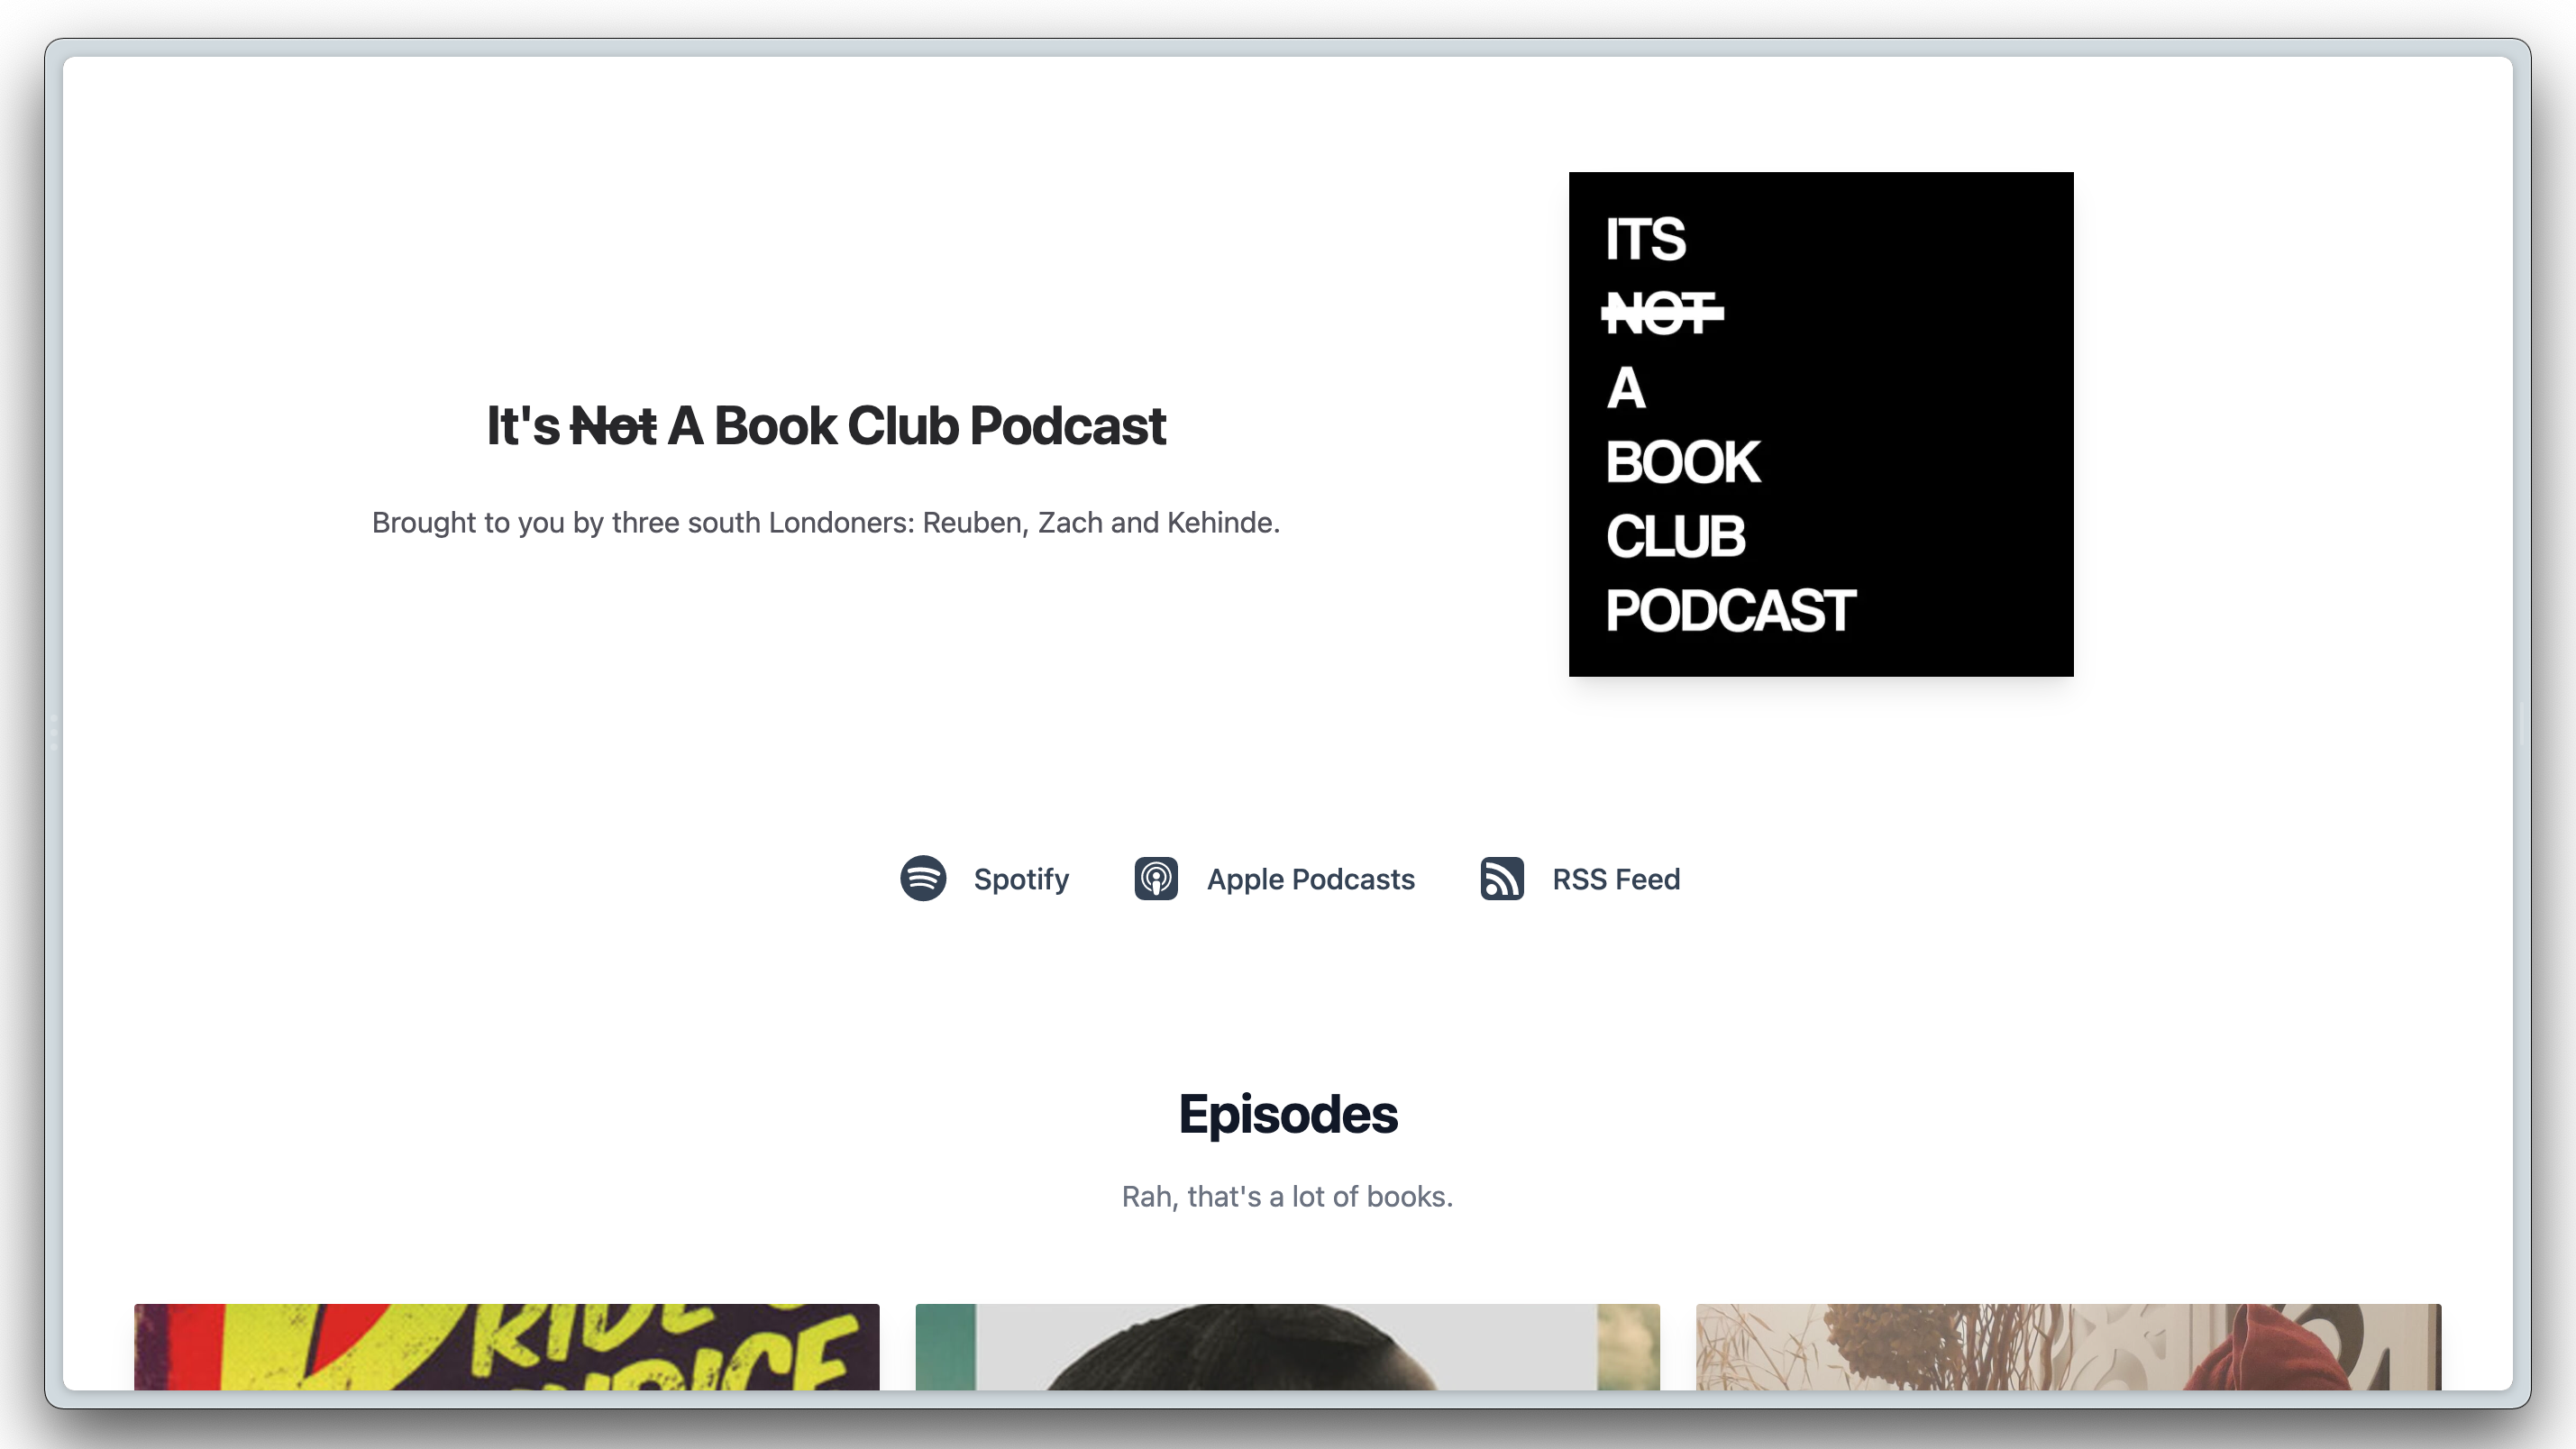 It's Not A Book Club Podcast
Brought to you by three south Londoners: Reuben, Zach and Kehinde.
ITS
NOT
A
BOOK
CLUB
PODCAST
Spotify
Apple Podcasts
RSS Feed
Episodes
Rah, that's a lot of books.